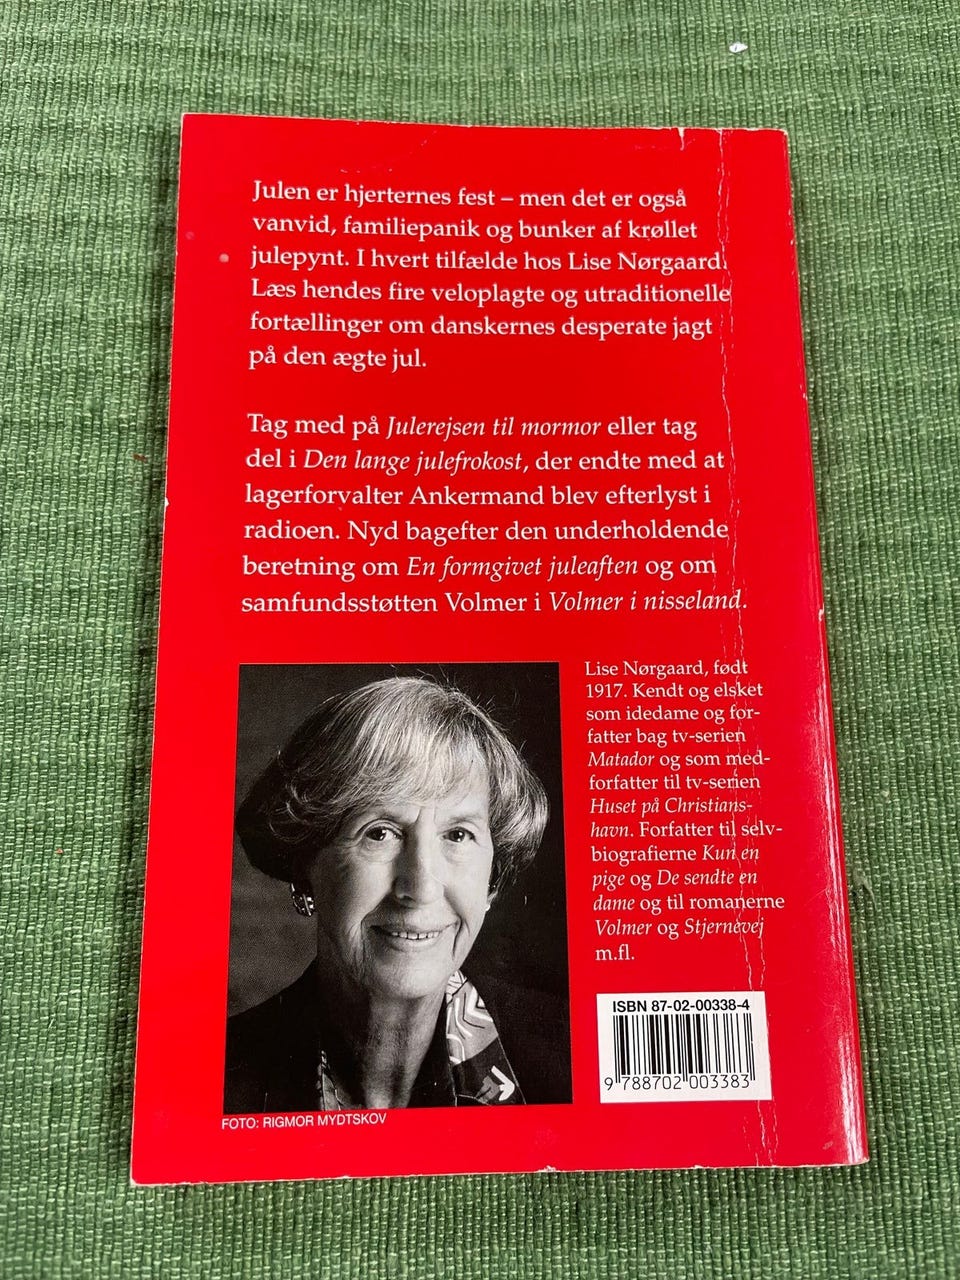 Julen er hjerternes fest – men det er også
vanvid, familiepanik og bunker af krøllet
julepynt. I hvert tilfælde hos Lise Nørgaard.
Læs hendes fire veloplagte og utraditionelle
fortællinger om danskernes desperate jagt
på den ægte jul.
Tag med på Julerejsen til mormor eller tag
del i Den lange julefrokost, der endte med at
lagerforvalter Ankermand blev efterlyst i
radioen. Nyd bagefter den underholdende
beretning om En formgivet juleaften og om
samfundsstøtten Volmer i Volmer i nisseland.
Lise Nørgaard, født
1917. Kendt og elsket
som idedame og for-
fatter bag tv-serien
Matador og som med-
forfatter til tv-serien
Huset på Christians-
havn. Forfatter til selv-
biografierne Kun en
pige og De sendte en
dame og til romanerne
Volmer og Stjernevej
m.fl.
ISBN 87-02-00338-4
9 788702 003383
FOTO: RIGMOR MYDTSKOV